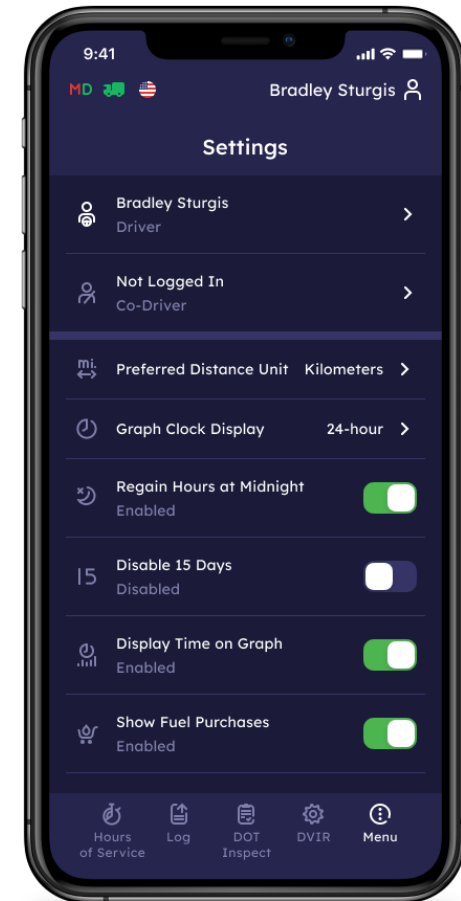 9:41
MD Bradley Sturgis
Settings
Bradley Sturgis
Driver
Not Logged In
Co-Driver
mi.
Preferred Distance Unit Kilometers
Graph Clock Display 24-hour
Regain Hours at Midnight
Enabled
15
Disable 15 Days
Disabled
Display Time on Graph
Enabled
Show Fuel Purchases
Enabled
Hours
of Service
Log
DOT
Inspect
DVIR
Menu